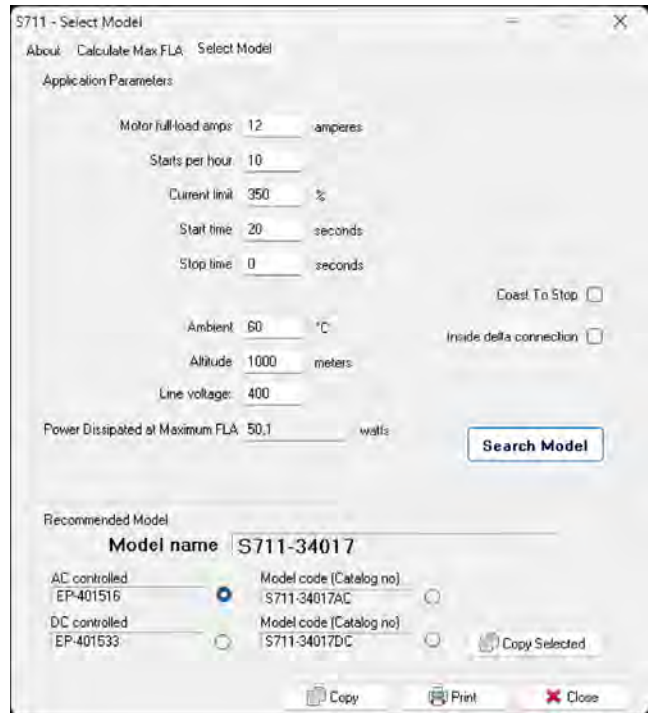 S711 - Select Model
About Calculate Max FLA Select Model
Application Parameters
Motor full-load amps: 12 amperes
Starts per hour: 10
Current limit: 350 %
Start time: 20 seconds
Stop time: 0 seconds
Coast To Stop
Ambient 60 °C
Inside delta connection
Altitude 1000 meters
Line voltage: 400
Power Dissipated at Maximum FLA 50,1 watts
Search Model
Recommended Model
Model name S711-34017
AC controlled Model code (Catalog no)
EP-401516 S711-34017AC
DC controlled Model code (Catalog no)
EP-401533 S711-34017DC
Copy Selected
Copy Print Close